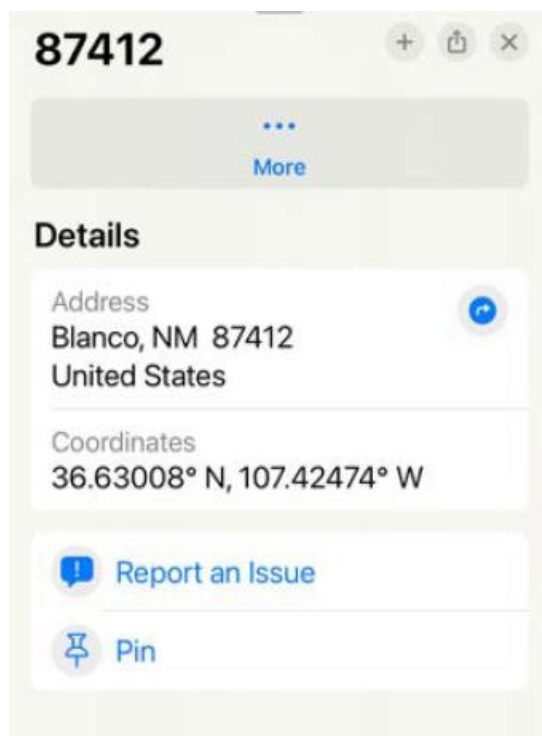 87412
More
Details
Address
Blanco, NM 87412
United States
Coordinates
36.63008° N, 107.42474° W
Report an Issue
Pin